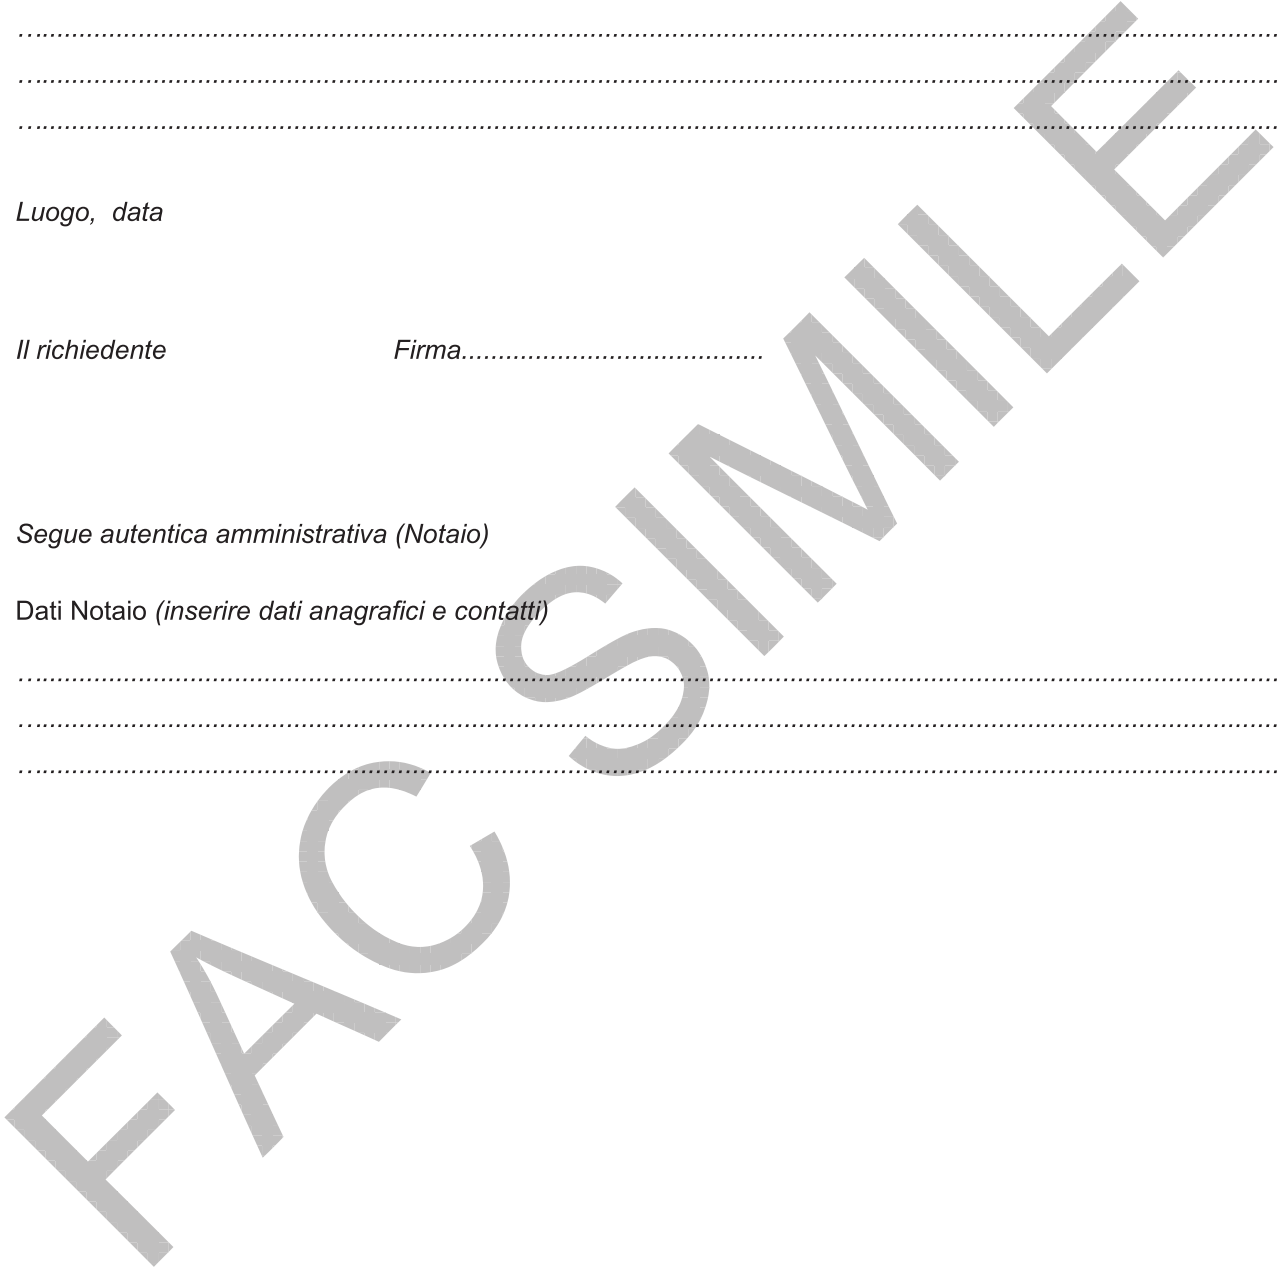 …....................................................................................................................................................................
…....................................................................................................................................................................
…....................................................................................................................................................................
Luogo,  data
Il richiedente Firma.........................................
Segue autentica amministrativa (Notaio)
Dati Notaio (inserire dati anagrafici e contatti)
…....................................................................................................................................................................
…....................................................................................................................................................................
…....................................................................................................................................................................
FAC SIMILE